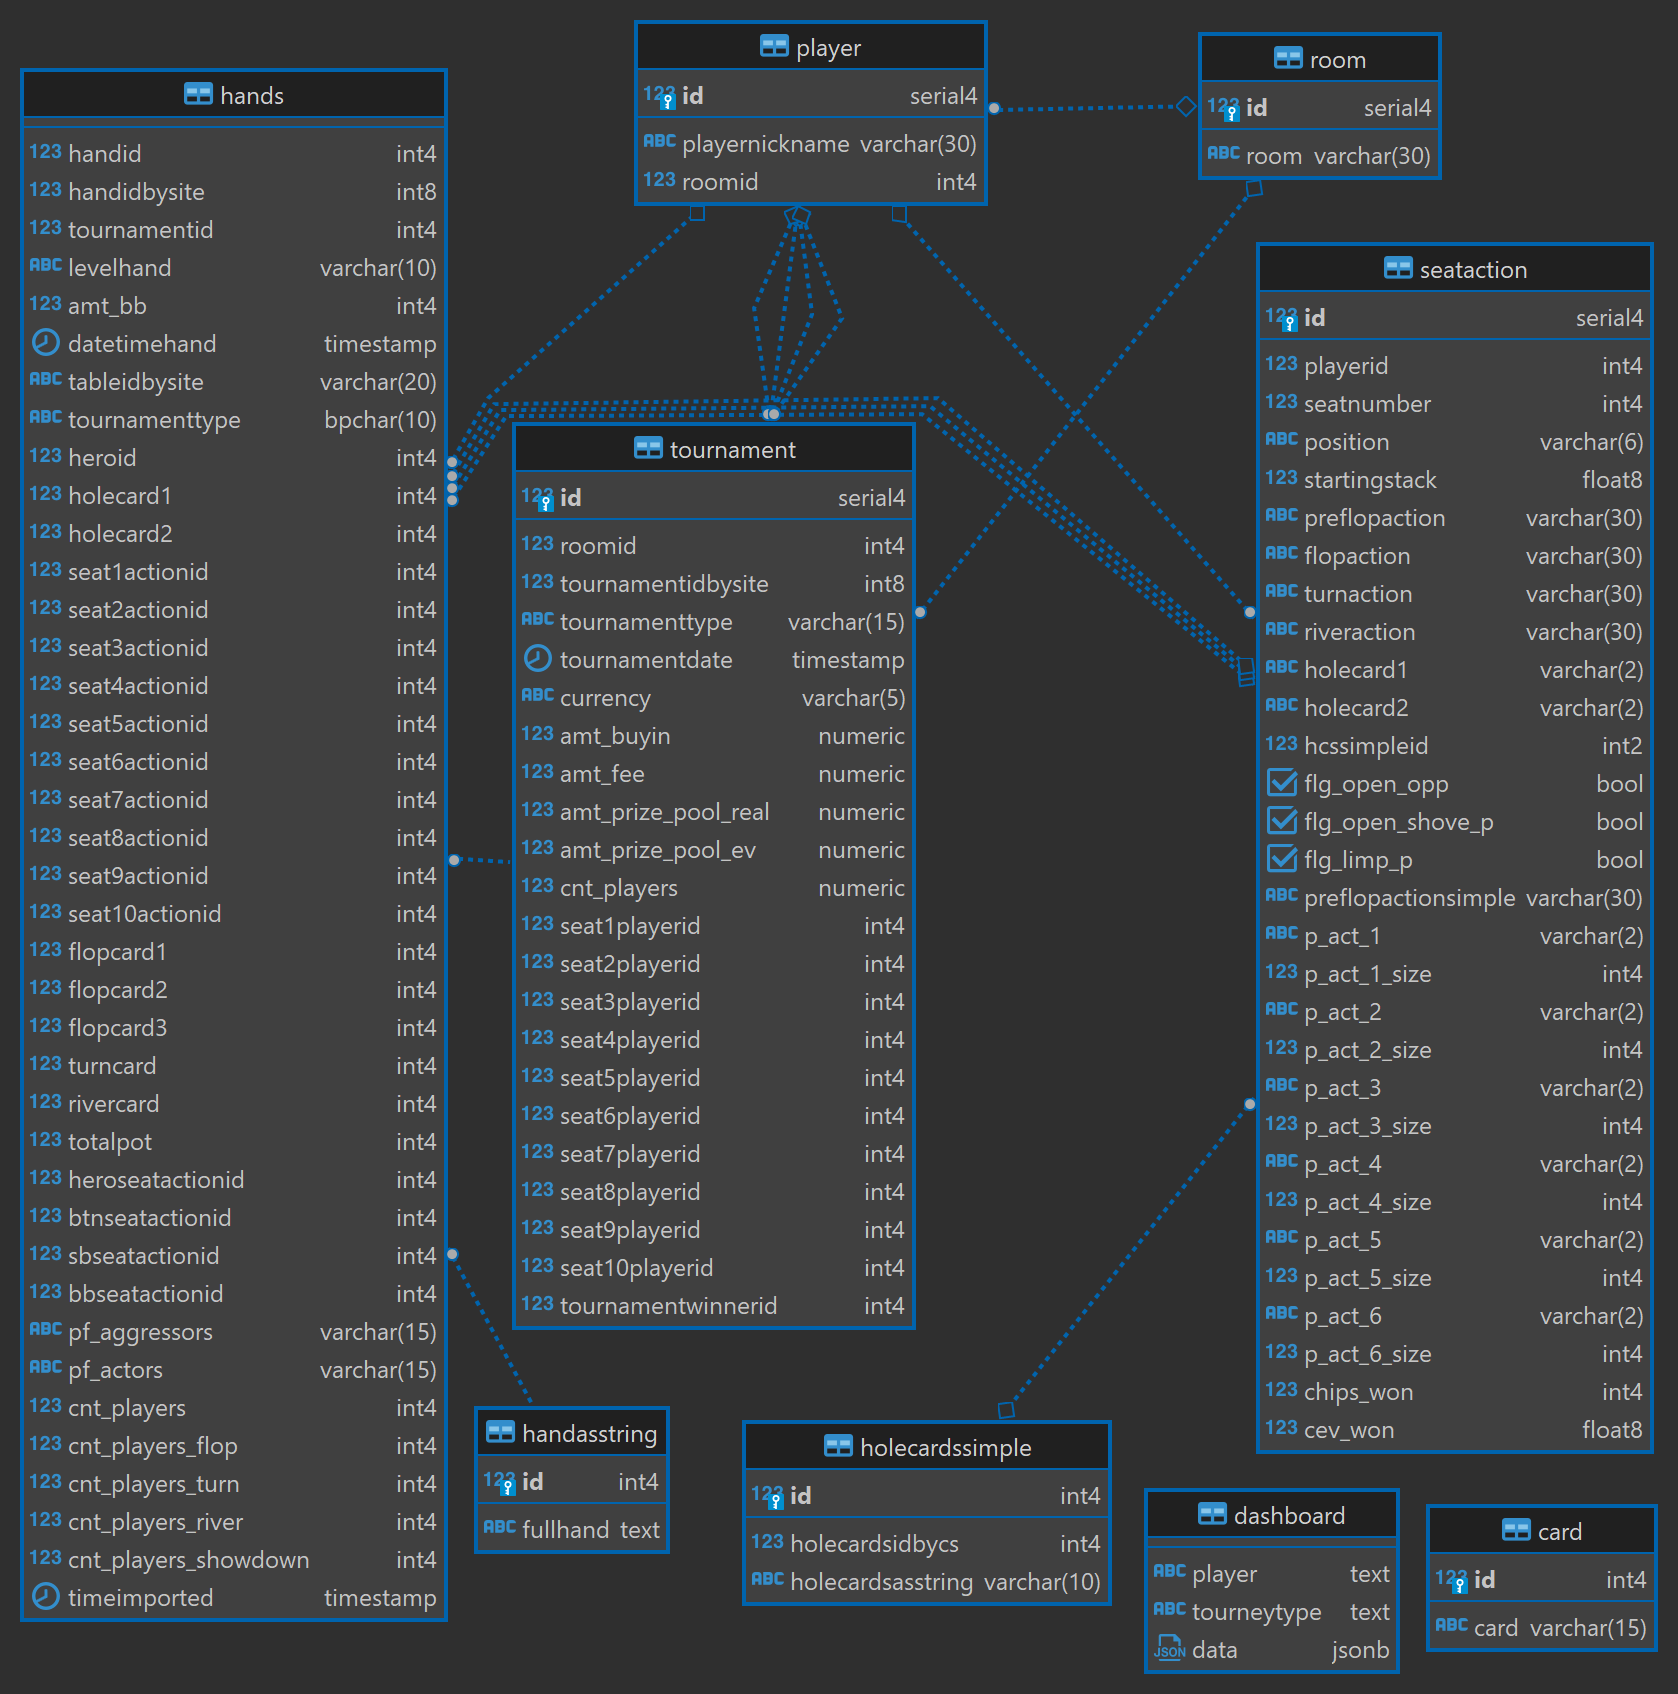 hands
123 handid int4
123 handidbysite int8
123 tournamentid int4
ABC levelhand varchar(10)
123 amt_bb int4
datetimehand timestamp
ABC tableidbysite varchar(20)
ABC tournamenttype bpchar(10)
123 heroid int4
123 holecard1 int4
123 holecard2 int4
123 seat1actionid int4
123 seat2actionid int4
123 seat3actionid int4
123 seat4actionid int4
123 seat5actionid int4
123 seat6actionid int4
123 seat7actionid int4
123 seat8actionid int4
123 seat9actionid int4
123 seat10actionid int4
123 flopcard1 int4
123 flopcard2 int4
123 flopcard3 int4
123 turncard int4
123 rivercard int4
123 totalpot int4
123 heroseatactionid int4
123 btnseatactionid int4
123 sbseatactionid int4
123 bbseatactionid int4
ABC pf_aggressors varchar(15)
ABC pf_actors varchar(15)
123 cnt_players int4
123 cnt_players_flop int4
123 cnt_players_turn int4
123 cnt_players_river int4
123 cnt_players_showdown int4
timeimported timestamp
player
123 id serial4
ABC playernickname varchar(30)
123 roomid int4
room
123 id serial4
ABC room varchar(30)
tournament
123 id serial4
123 roomid int4
123 tournamentidbysite int8
ABC tournamenttype varchar(15)
tournamentdate timestamp
ABC currency varchar(5)
123 amt_buyin numeric
123 amt_fee numeric
123 amt_prize_pool_real numeric
123 amt_prize_pool_ev numeric
123 cnt_players numeric
123 seat1playerid int4
123 seat2playerid int4
123 seat3playerid int4
123 seat4playerid int4
123 seat5playerid int4
123 seat6playerid int4
123 seat7playerid int4
123 seat8playerid int4
123 seat9playerid int4
123 seat10playerid int4
123 tournamentwinnerid int4
seataction
123 id serial4
123 playerid int4
123 seatnumber int4
ABC position varchar(6)
123 startingstack float8
ABC preflopaction varchar(30)
ABC flopaction varchar(30)
ABC turnaction varchar(30)
ABC riveraction varchar(30)
ABC holecard1 varchar(2)
ABC holecard2 varchar(2)
123 hcssimpleid int2
flg_open_opp bool
flg_open_shove_p bool
flg_limp_p bool
ABC preflopactionsimple varchar(30)
ABC p_act_1 varchar(2)
123 p_act_1_size int4
ABC p_act_2 varchar(2)
123 p_act_2_size int4
ABC p_act_3 varchar(2)
123 p_act_3_size int4
ABC p_act_4 varchar(2)
123 p_act_4_size int4
ABC p_act_5 varchar(2)
123 p_act_5_size int4
ABC p_act_6 varchar(2)
123 p_act_6_size int4
123 chips_won int4
123 cev_won float8
handasstring
123 id int4
ABC fullhand text
holecardssimple
123 id int4
123 holecardsidbycs int4
ABC holecardsasstring varchar(10)
dashboard
ABC player text
ABC tourneytype text
JSON data jsonb
card
123 id int4
ABC card varchar(15)